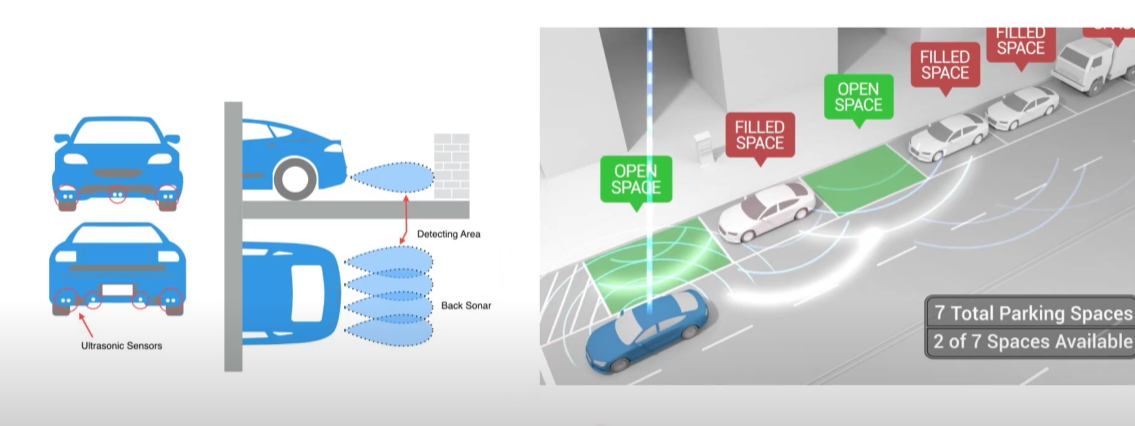 Ultrasonic Sensors
Detecting Area
Back Sonar
OPEN
SPACE
FILLED
SPACE
OPEN
SPACE
FILLED
SPACE
FILLED
SPACE
7 Total Parking Spaces
2 of 7 Spaces Available